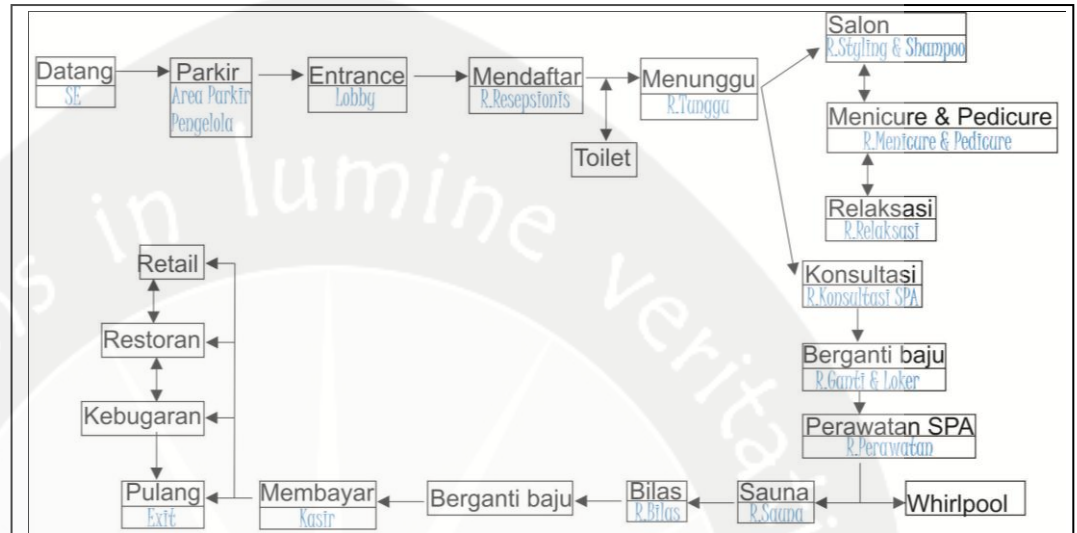 Datang
SE
Parkir
Area Parkir
Pengelola
Entrance
Lobby
Mendaftar
R.Resepsionis
Toilet
Menunggu
R.Tunggu
Salon
R.Styling & Shampoo
Menicure & Pedicure
R.Menicure & Pedicure
Relaksasi
R.Relaksasi
Konsultasi
R.Konsultasi SPA
Berganti baju
R.Ganti & Loker
Perawatan SPA
R.Perawatan
Whirlpool
Sauna
R.Sauna
Bilas
R.Bilas
Berganti baju
Membayar
Kasir
Pulang
Exit
Kebugaran
Restoran
Retail
in lumine veritas